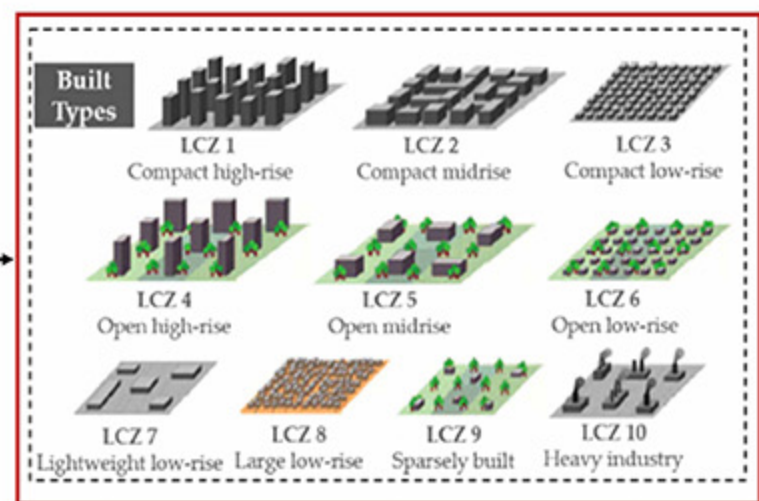 Built
Types
LCZ 1
Compact high-rise
LCZ 2
Compact midrise
LCZ 3
Compact low-rise
LCZ 4
Open high-rise
LCZ 5
Open midrise
LCZ 6
Open low-rise
LCZ 7
Lightweight low-rise
LCZ 8
Large low-rise
LCZ 9
Sparsely built
LCZ 10
Heavy industry